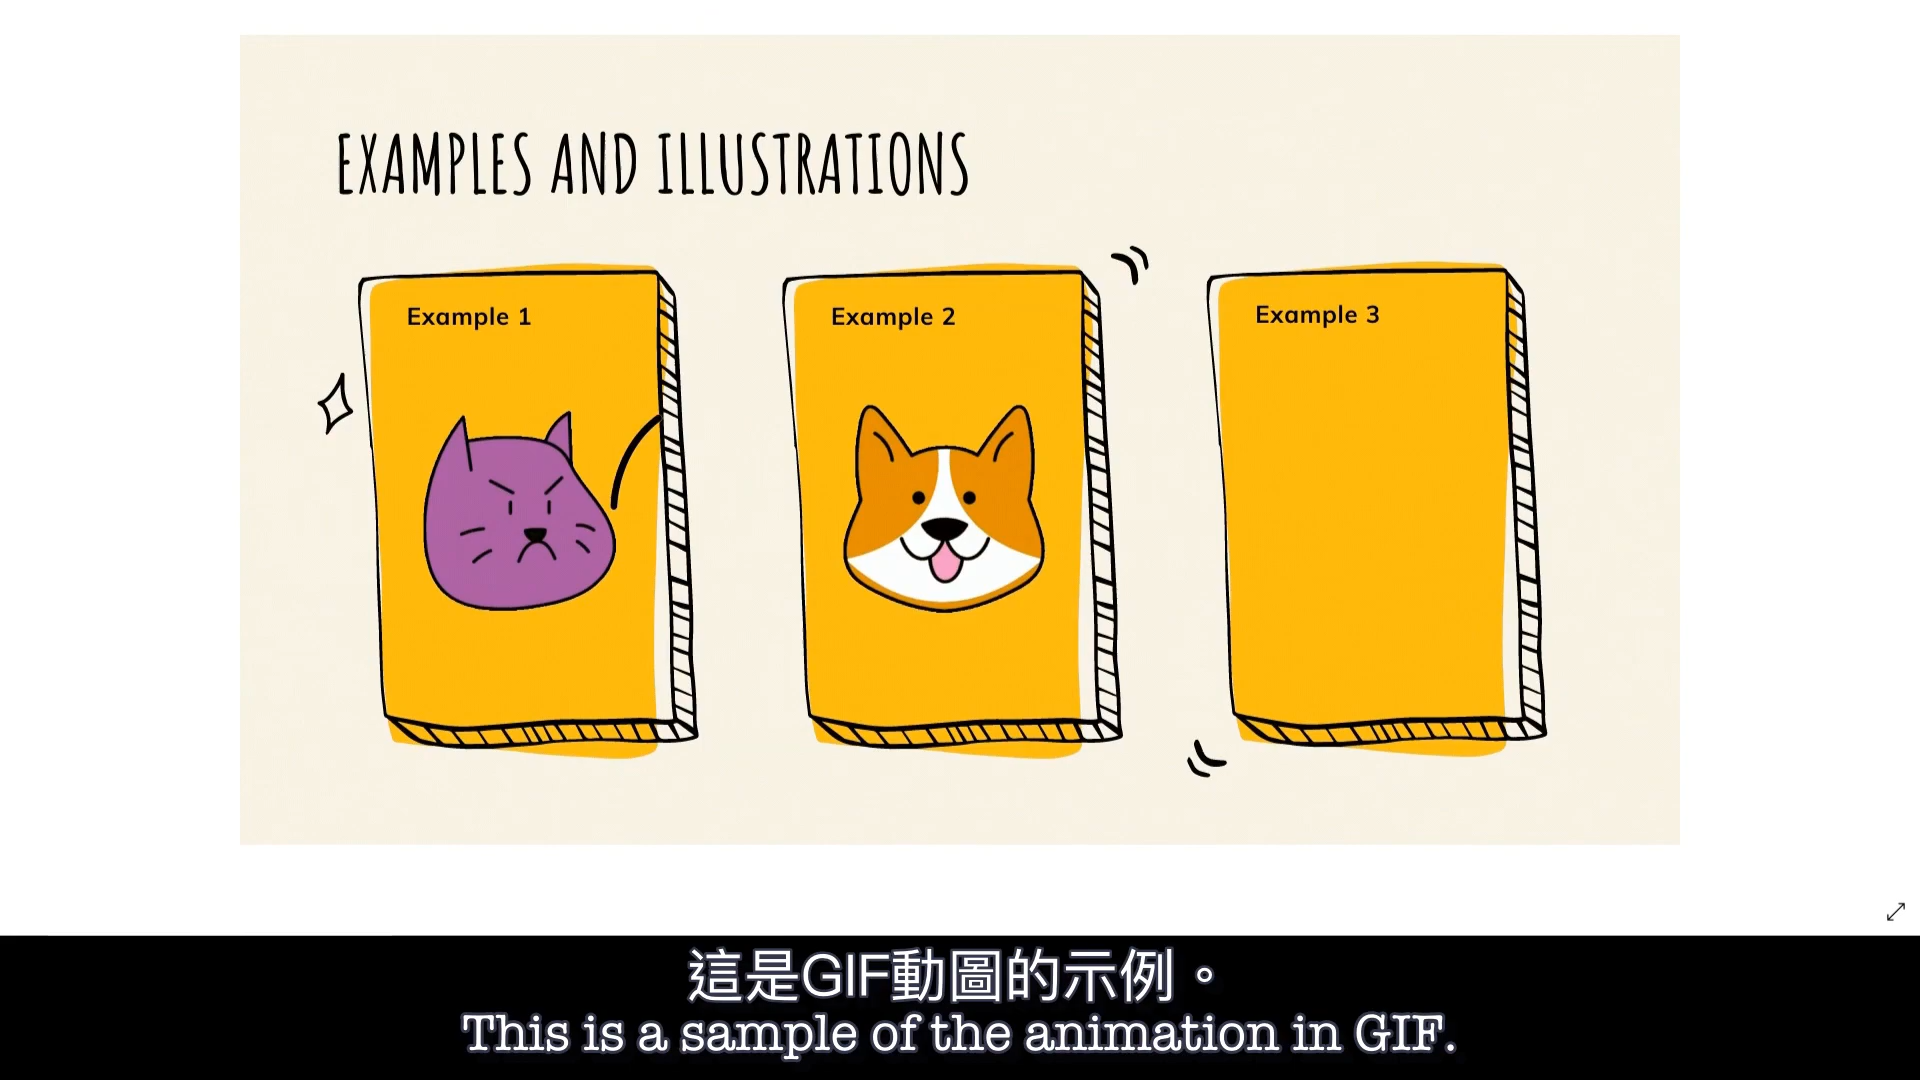 EXAMPLES AND ILLUSTRATIONS
Example 1
Example 2
Example 3
這是GIF動圖的示例。
This is a sample of the animation in GIF.